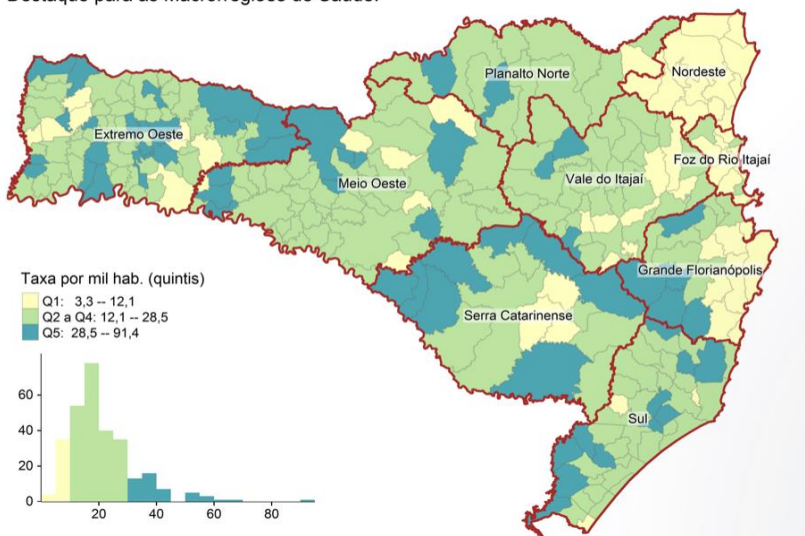 Destaque para as Macrorregiões de Saúde.
Planalto Norte
Nordeste
Extremo Oeste
Foz do Rio Itajaí
Meio Oeste
Vale do Itajaí
Grande Florianópolis
Serra Catarinense
Sul
Taxa por mil hab. (quintis)
Q1: 3,3 -- 12,1
Q2 a Q4: 12,1 -- 28,5
Q5: 28,5 -- 91,4
60
40
20
0
20 40 60 80